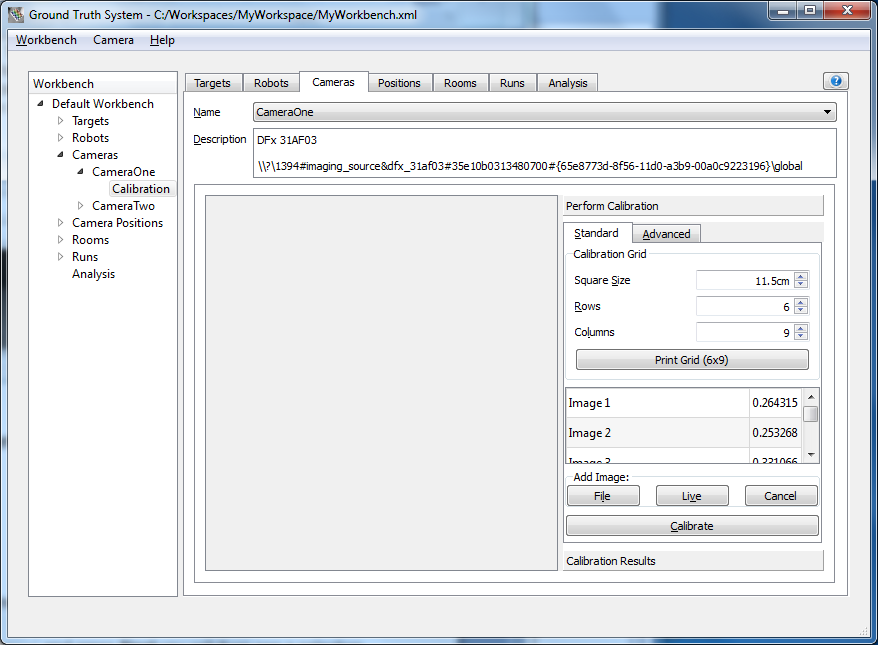 Ground Truth System - C:/Workspaces/MyWorkspace/MyWorkbench.xml
Workbench Camera Help
Workbench
Default Workbench
Targets
Robots
Cameras
CameraOne
Calibration
CameraTwo
Camera Positions
Rooms
Runs
Analysis
Targets Robots Cameras Positions Rooms Runs Analysis
?
Name CameraOne
Description DFx 31AF03
\\?\1394#imaging_source&dfx_31af03#35e10b0313480700#{65e8773d-8f56-11d0-a3b9-00a0c9223196}\global
Perform Calibration
Standard Advanced
Calibration Grid
Square Size 11.5cm
Rows 6
Columns 9
Print Grid (6x9)
Image 1 0.264315
Image 2 0.253268
Image 3 0.331066
Add Image:
File Live Cancel
Calibrate
Calibration Results